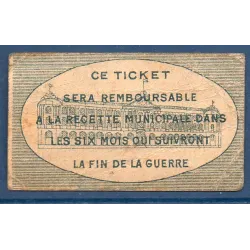 CE TICKET
SERA REMBOURSABLE
A LA RECETTE MUNICIPALE DANS
LES SIX MOIS QUI SUIVRONT
LA FIN DE LA GUERRE